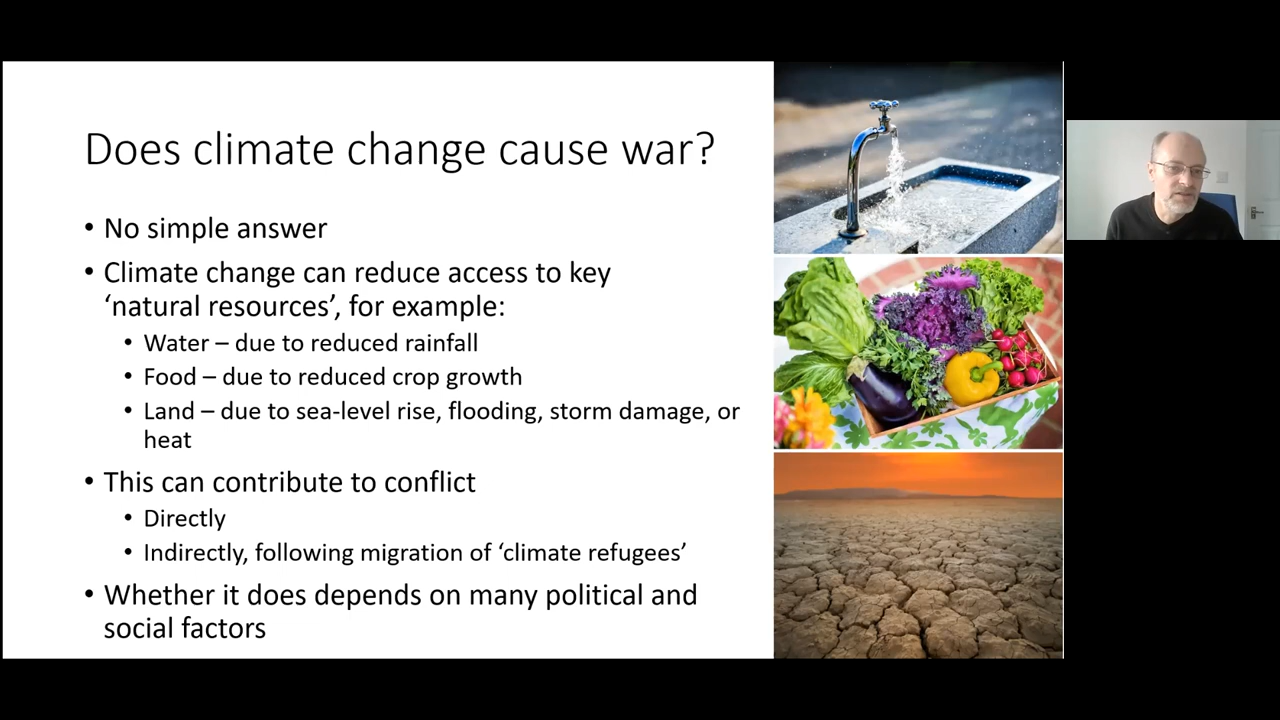 Does climate change cause war?
• No simple answer
• Climate change can reduce access to key
‘natural resources’, for example:
• Water – due to reduced rainfall
• Food – due to reduced crop growth
• Land – due to sea-level rise, flooding, storm damage, or
heat
• This can contribute to conflict
• Directly
• Indirectly, following migration of ‘climate refugees’
• Whether it does depends on many political and
social factors